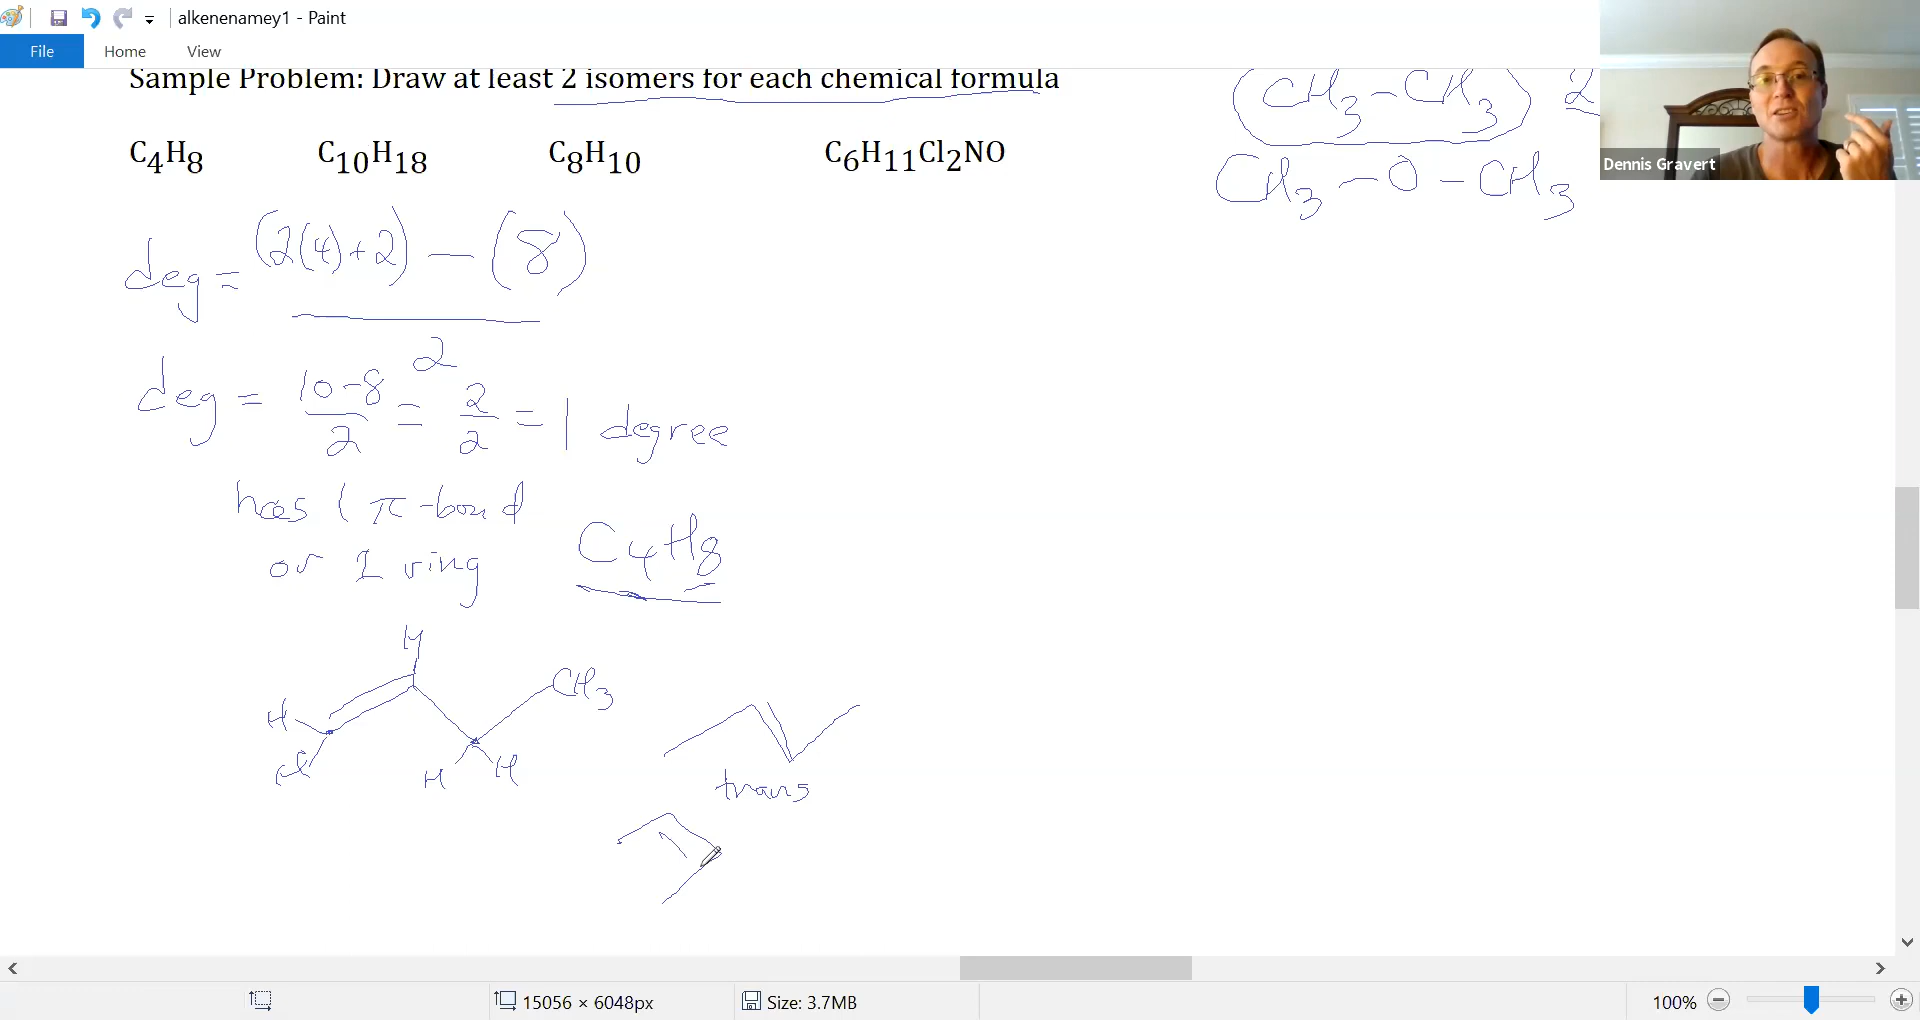 alkenenamey1 - Paint
File Home View
Sample Problem: Draw at least 2 isomers for each chemical formula
C4H8 C10H18 C8H10 C6H11Cl2NO
CH3-CH3 2
CH3-O-CH3
Dennis Gravert
deg = (2(4)+2) - (8)
2
deg = 10-8
2 = 2
2 = 1 degree
has 1 π-bond
or 1 ring
C4H8
H
H
H
CH3
H H
trans
15056 × 6048px
Size: 3.7MB
100%